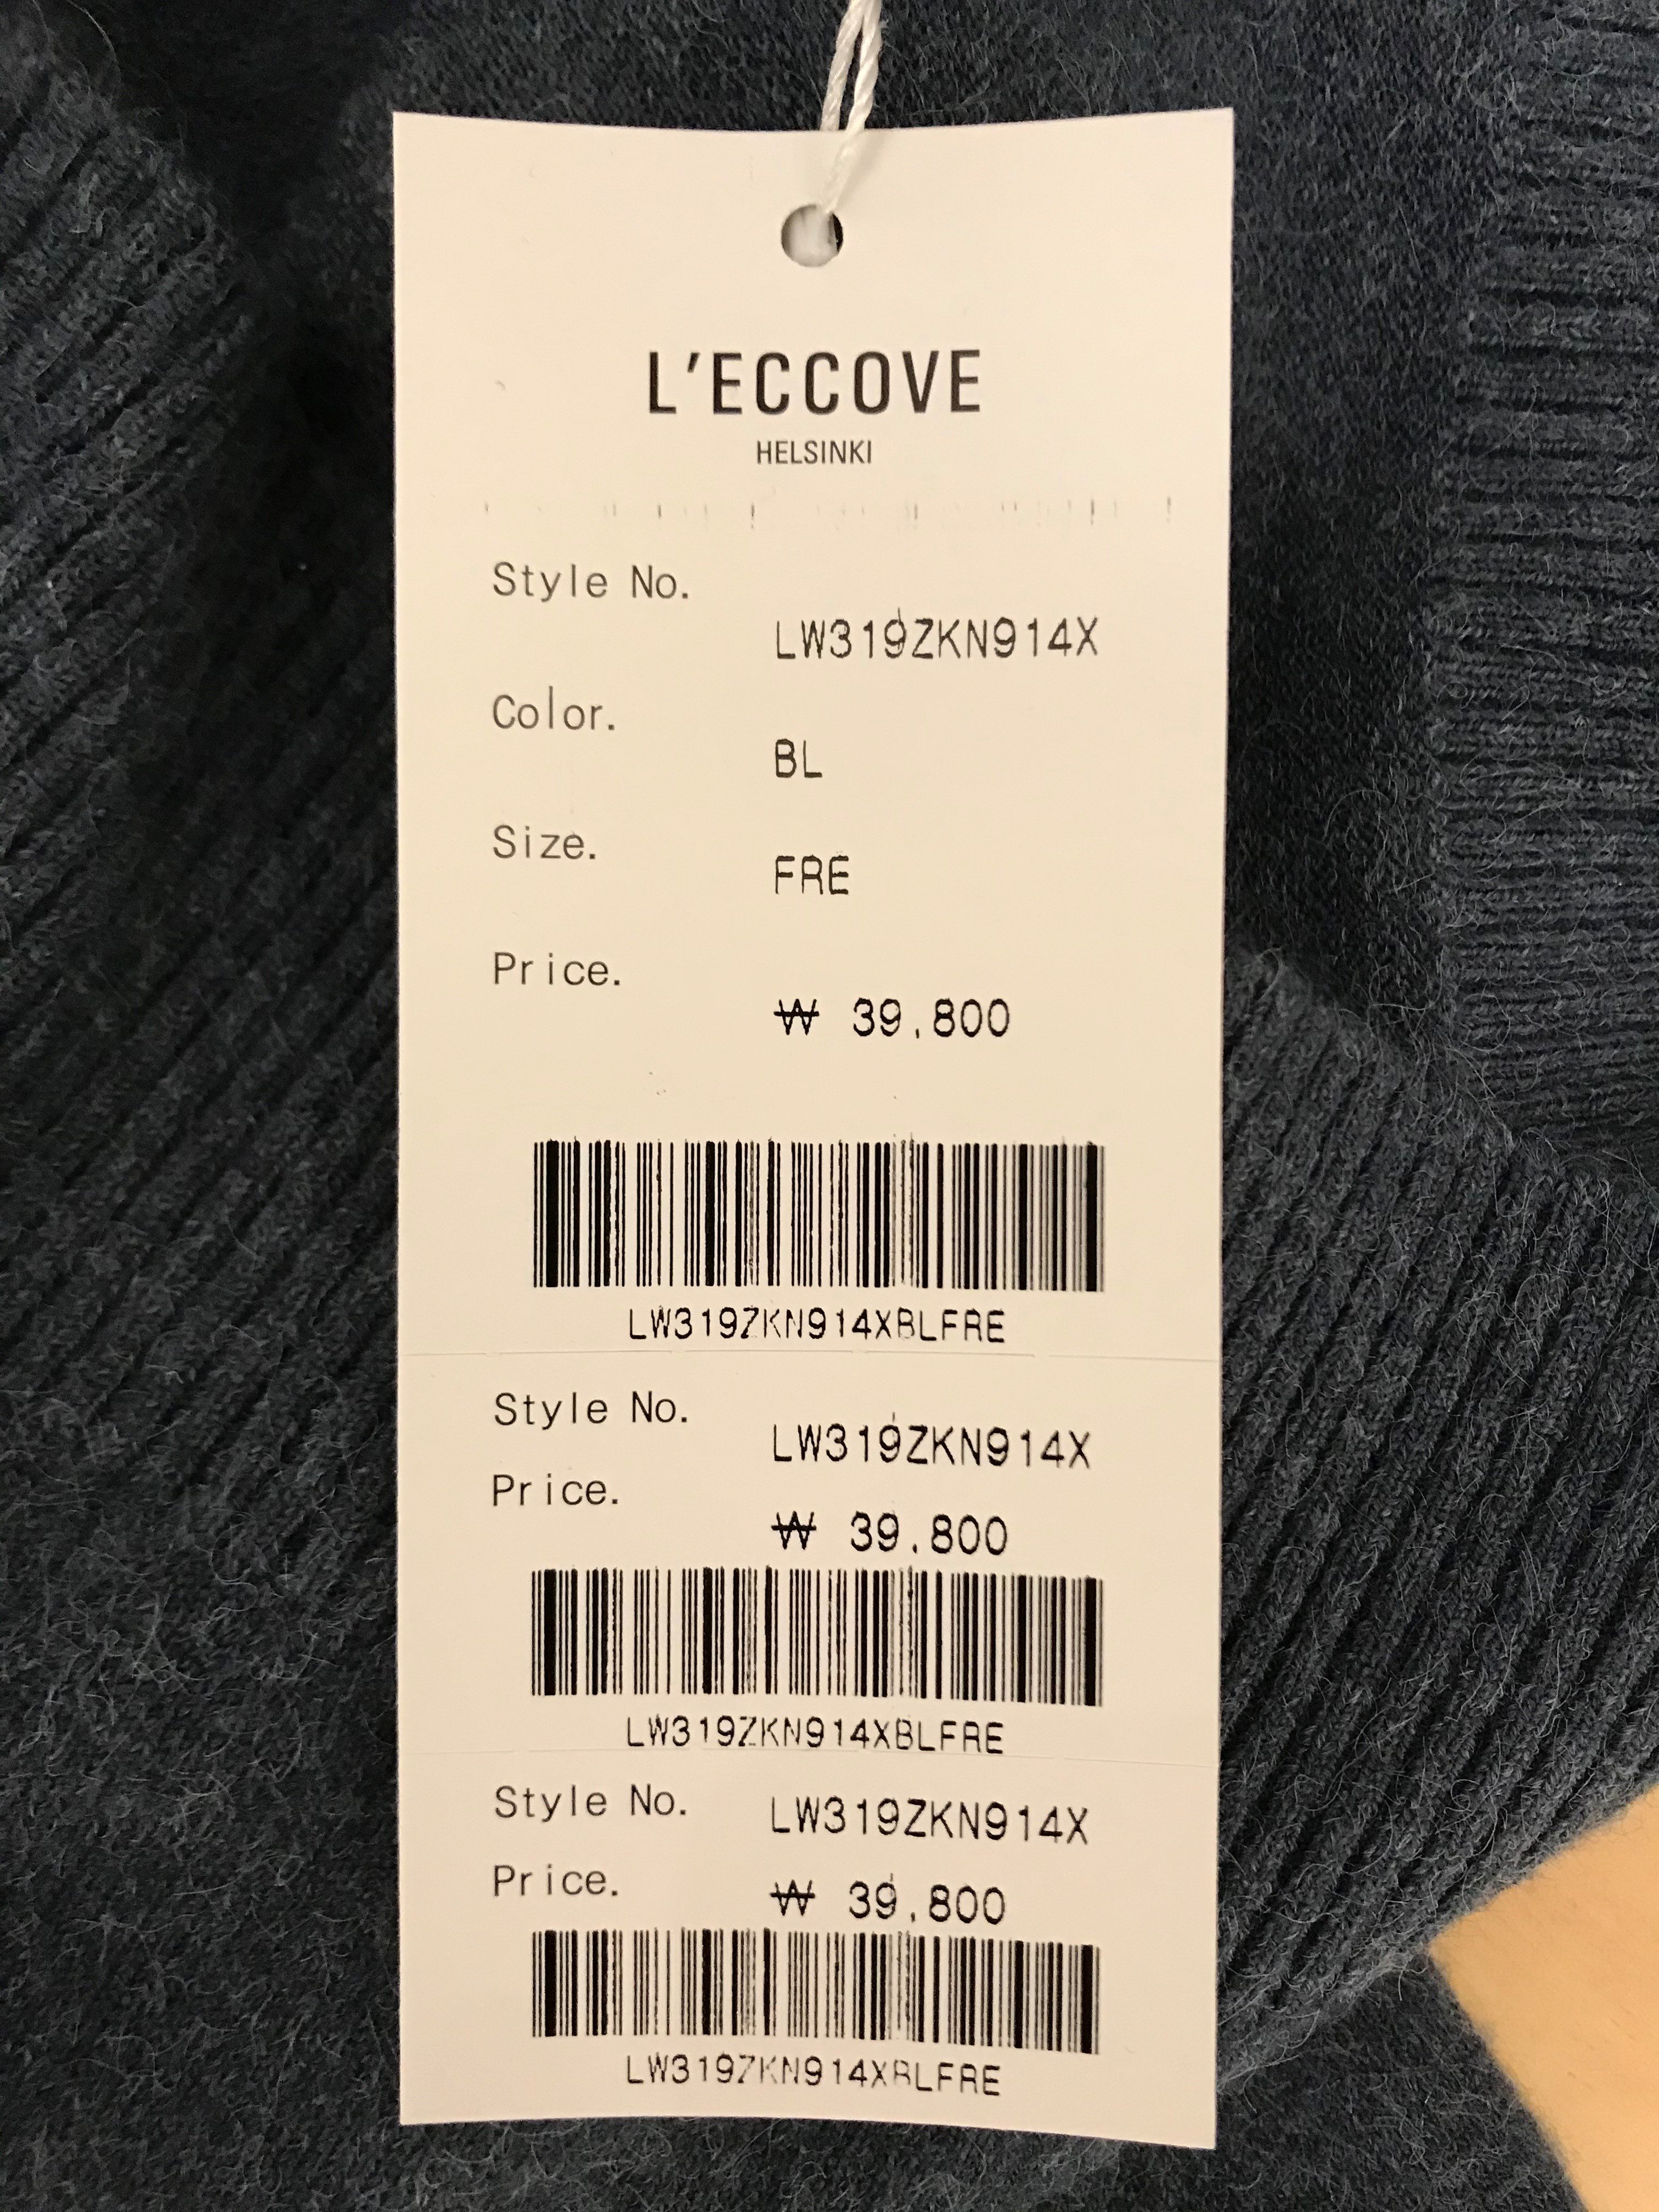 L'ECCOVE
HELSINKI
Style No.
LW319ZKN914X
Color.
BL
Size.
FRE
Price.
₩ 39,800
LW319ZKN914XBLFRE
Style No.
LW319ZKN914X
Price.
₩ 39,800
LW319ZKN914XBLFRE
Style No.
LW319ZKN914X
Price.
₩ 39,800
LW319ZKN914XBLFRE